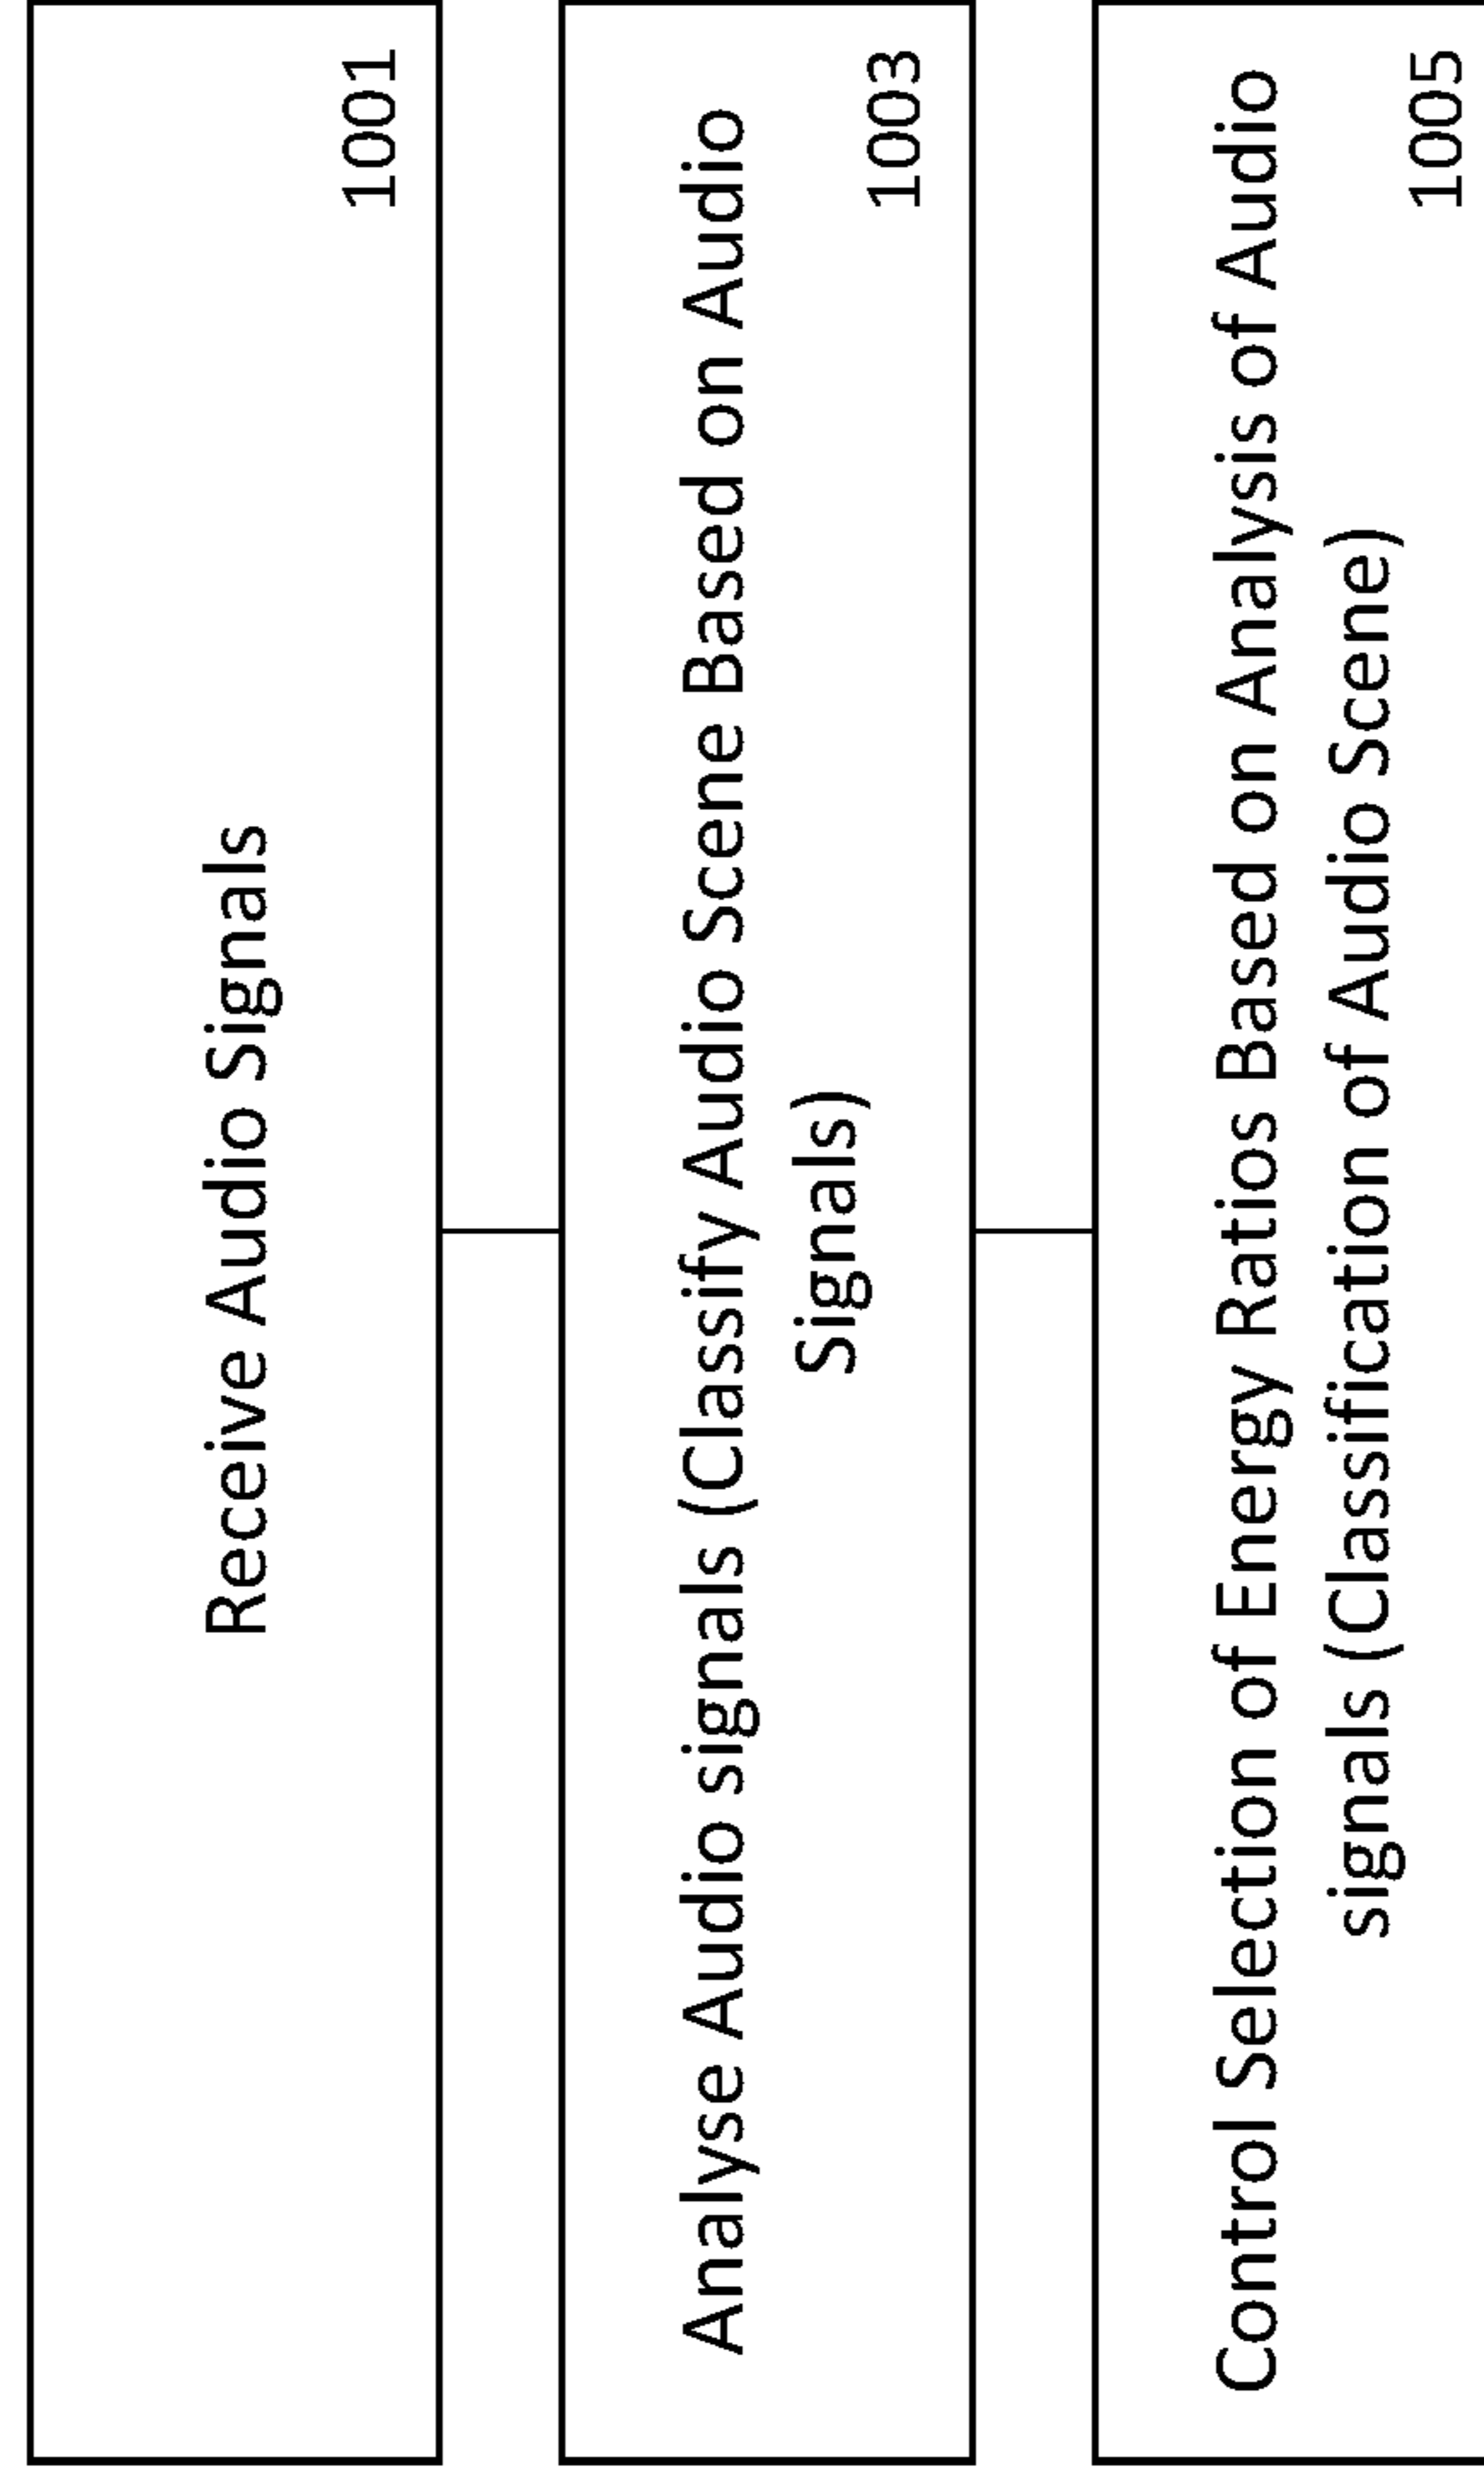 Receive Audio Signals
1001
Analyse Audio signals (Classify Audio Scene Based on Audio
Signals)
1003
Control Selection of Energy Ratios Based on Analysis of Audio
signals (Classification of Audio Scene)
1005